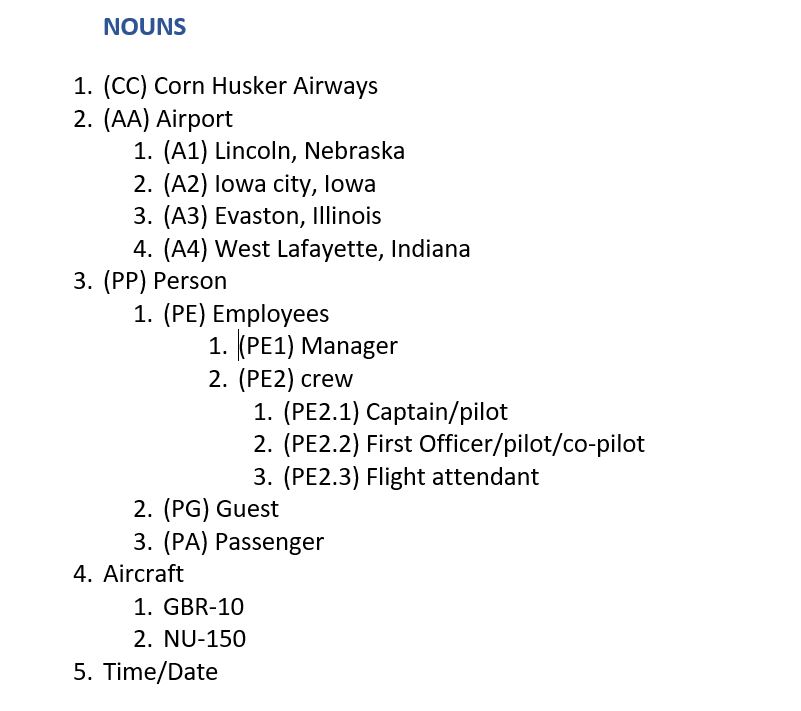 NOUNS
1. (CC) Corn Husker Airways
2. (AA) Airport
1. (A1) Lincoln, Nebraska
2. (A2) Iowa city, Iowa
3. (A3) Evaston, Illinois
4. (A4) West Lafayette, Indiana
3. (PP) Person
1. (PE) Employees
1. (PE1) Manager
2. (PE2) crew
1. (PE2.1) Captain/pilot
2. (PE2.2) First Officer/pilot/co-pilot
3. (PE2.3) Flight attendant
2. (PG) Guest
3. (PA) Passenger
4. Aircraft
1. GBR-10
2. NU-150
5. Time/Date